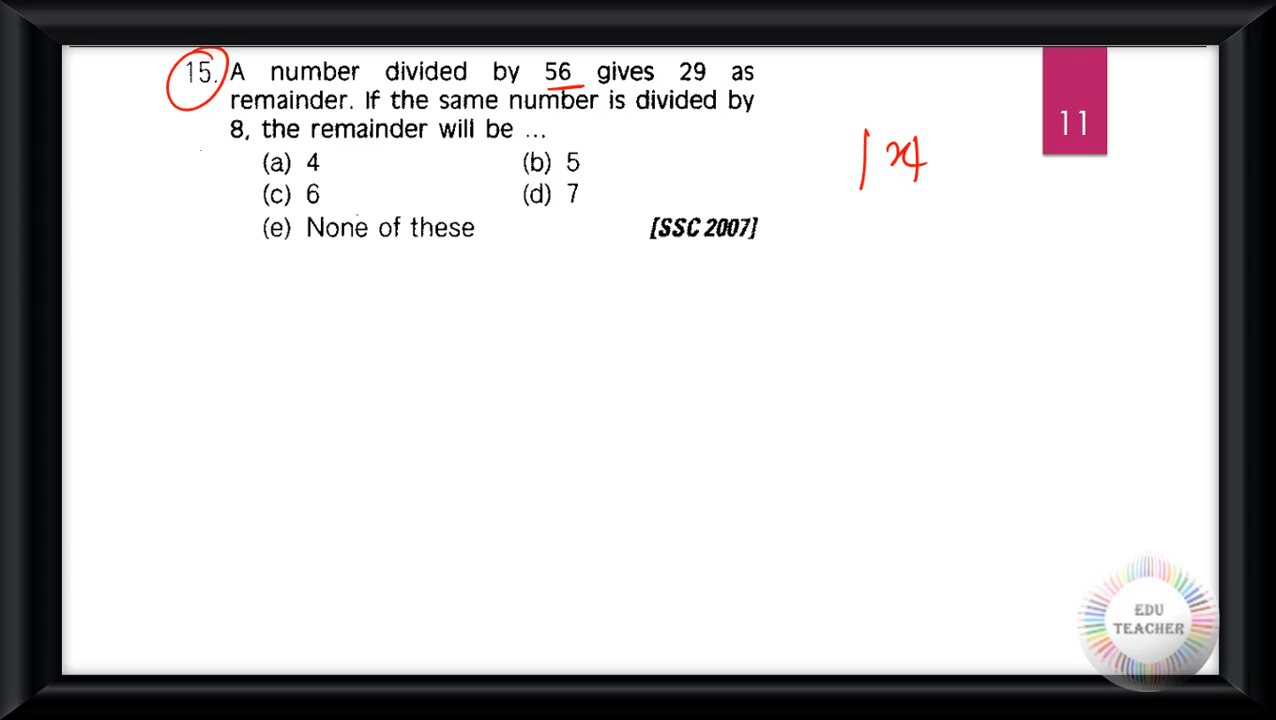 15. A number divided by 56 gives 29 as
remainder. If the same number is divided by
8, the remainder will be ...
(a) 4 (b) 5
(c) 6 (d) 7
(e) None of these [SSC 2007]
11
EDU
TEACHER